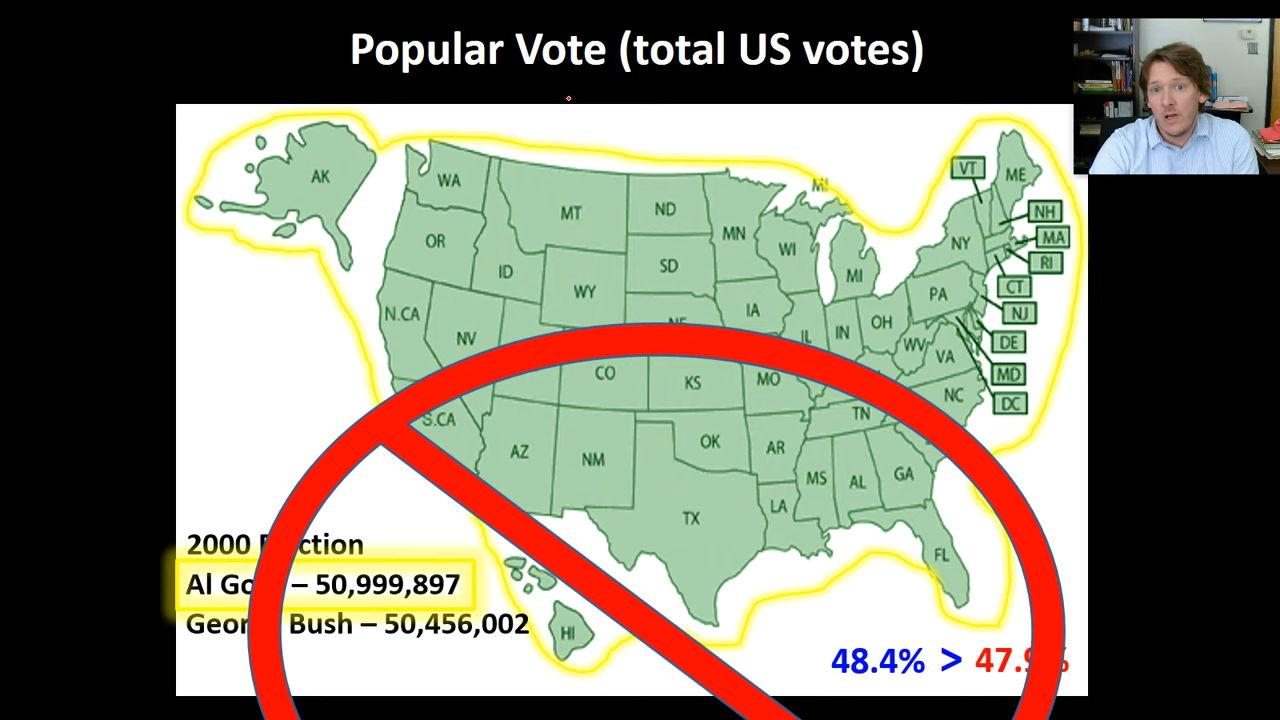 Popular Vote (total US votes)
AK
WA
MT
ND
MN
MI
VT
ME
NH
MA
RI
CT
NJ
DE
MD
DC
OR
ID
WY
SD
WI
MI
NY
PA
N.CA
NV
IA
IL
IN
OH
WV
VA
CO
KS
MO
NC
S.CA
AZ
NM
OK
AR
TN
TX
LA
MS
AL
GA
FL
HI
2000
Al
– 50,999,897
Bush – 50,456,002
48.4% >